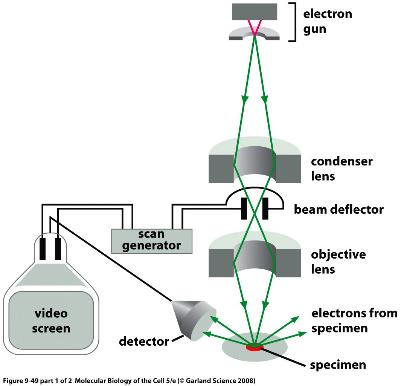 electron
gun
condenser
lens
beam deflector
scan
generator
objective
lens
video
screen
electrons from
specimen
detector
specimen
Figure 9-49 part 1 of 2 Molecular Biology of the Cell 5/e (© Garland Science 2008)